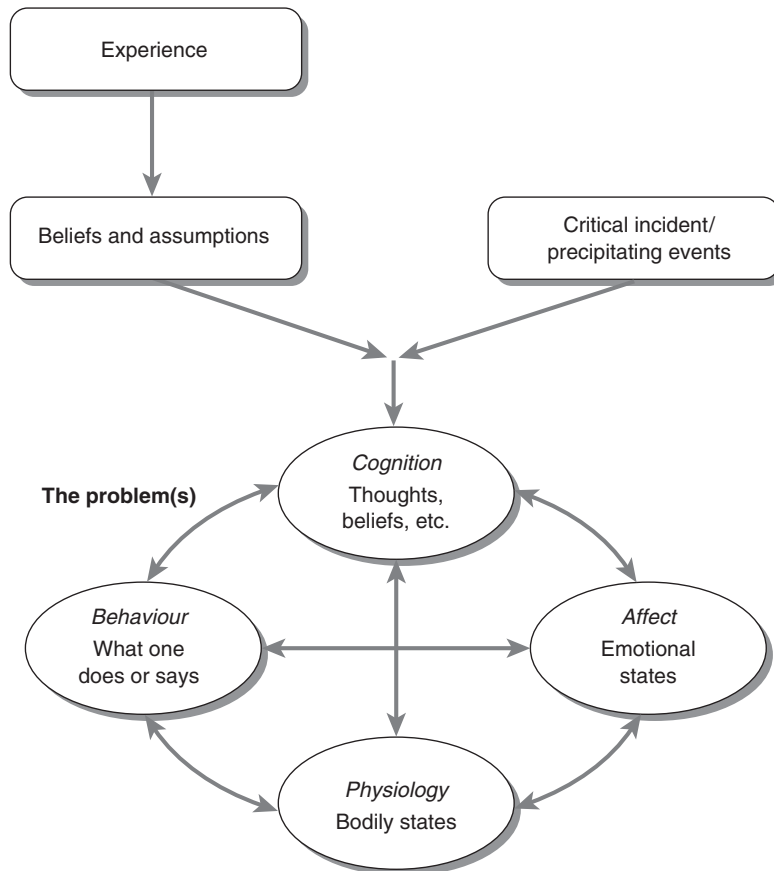 Experience
Beliefs and assumptions
Critical incident/
precipitating events
Cognition
Thoughts,
beliefs, etc.
The problem(s)
Behaviour
What one
does or says
Affect
Emotional
states
Physiology
Bodily states